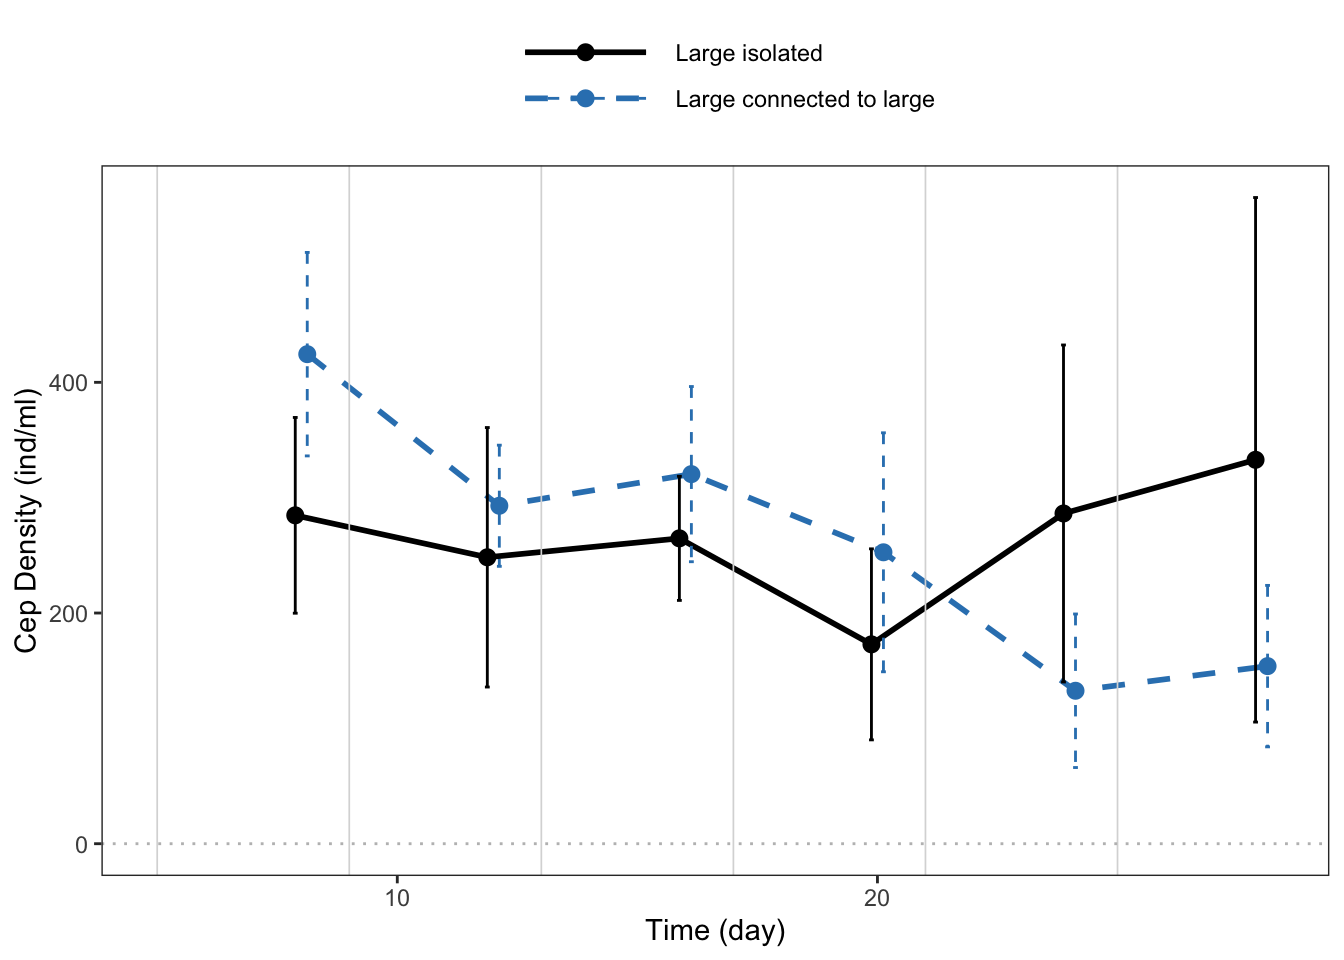 Large isolated
Large connected to large
Cep Density (ind/ml)
400
200
0
10
20
Time (day)